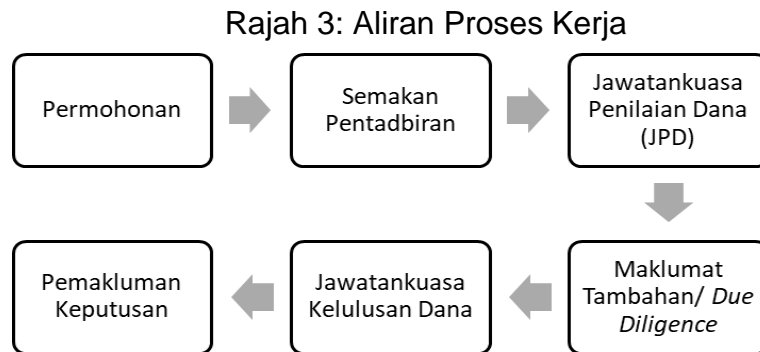 Rajah 3: Aliran Proses Kerja
Permohonan
Semakan
Pentadbiran
Jawatankuasa
Penilaian Dana
(JPD)
Maklumat
Tambahan/ Due
Diligence
Jawatankuasa
Kelulusan Dana
Pemakluman
Keputusan